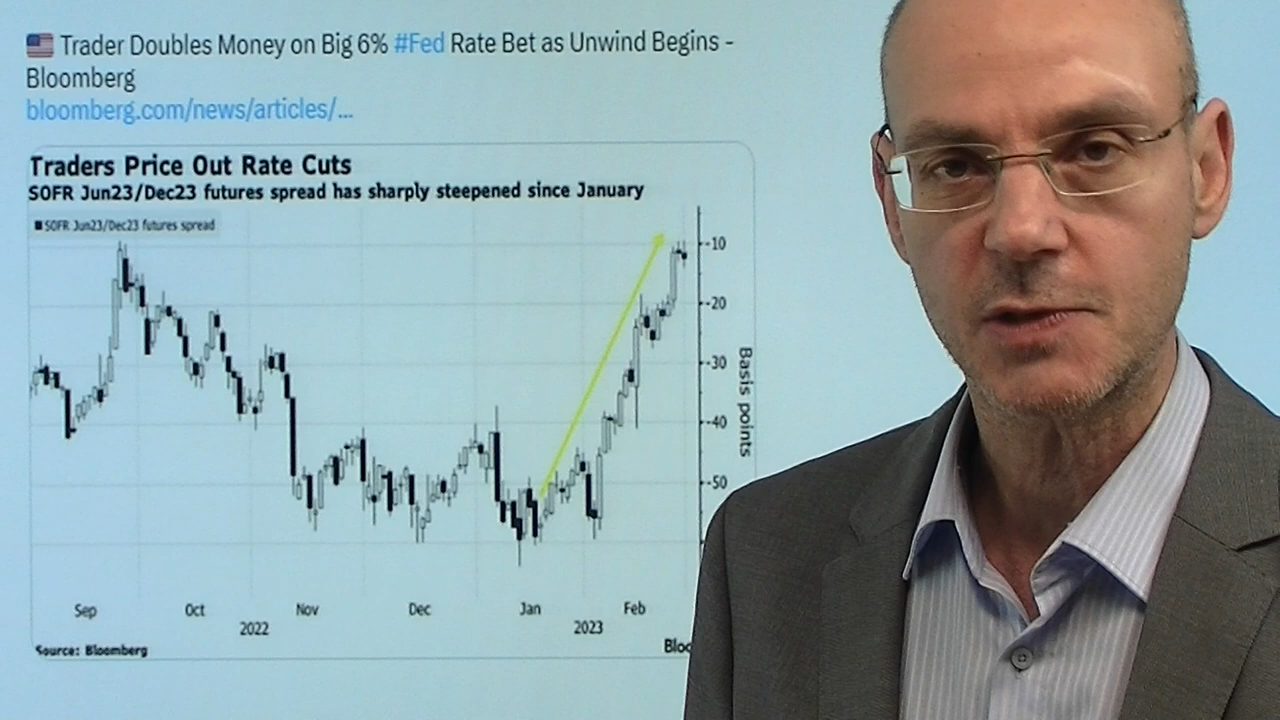 Trader Doubles Money on Big 6% #Fed Rate Bet as Unwind Begins -
Bloomberg
bloomberg.com/news/articles/...
Traders Price Out Rate Cuts
SOFR Jun23/Dec23 futures spread has sharply steepened since January
SOFR Jun23/Dec23 futures spread
-10
-20
-30
-40
-50
Basis points
Sep Oct Nov Dec Jan Feb
2022 2023
Source: Bloomberg
Bloo